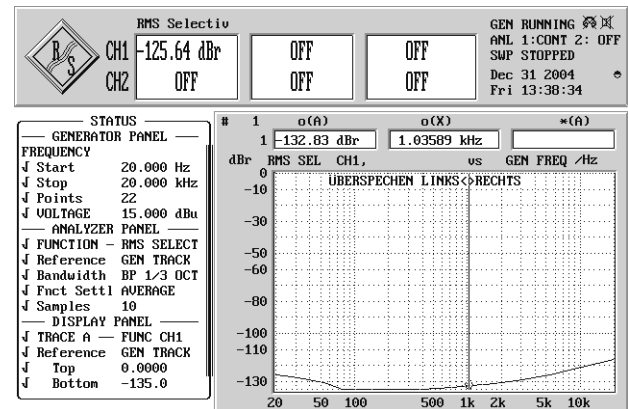 RMS Selectiv
CH1 -125.64 dBr OFF OFF
CH2 OFF OFF OFF
GEN RUNNING
ANL 1:CONT 2: OFF
SWP STOPPED
Dec 31 2004
Fri 13:38:34
R S
STATUS
GENERATOR PANEL
FREQUENCY
√ Start 20.000 Hz
√ Stop 20.000 kHz
√ Points 22
√ VOLTAGE 15.000 dBu
ANALYZER PANEL
√ FUNCTION – RMS SELECT
√ Reference GEN TRACK
√ Bandwidth BP 1/3 OCT
√ Fnct Settl AVERAGE
√ Samples 10
DISPLAY PANEL
√ TRACE A — FUNC CH1
√ Reference GEN TRACK
√ Top 0.0000
√ Bottom -135.0
# 1 o(A) o(X) *(A)
1 -132.83 dBr 1.03589 kHz
dBr RMS SEL CH1, vs GEN FREQ /Hz
ÜBERSPECHEN LINKS<>RECHTS
0
-10
-30
-50
-60
-80
-100
-110
-130
20 50 100 500 1k 2k 5k 10k